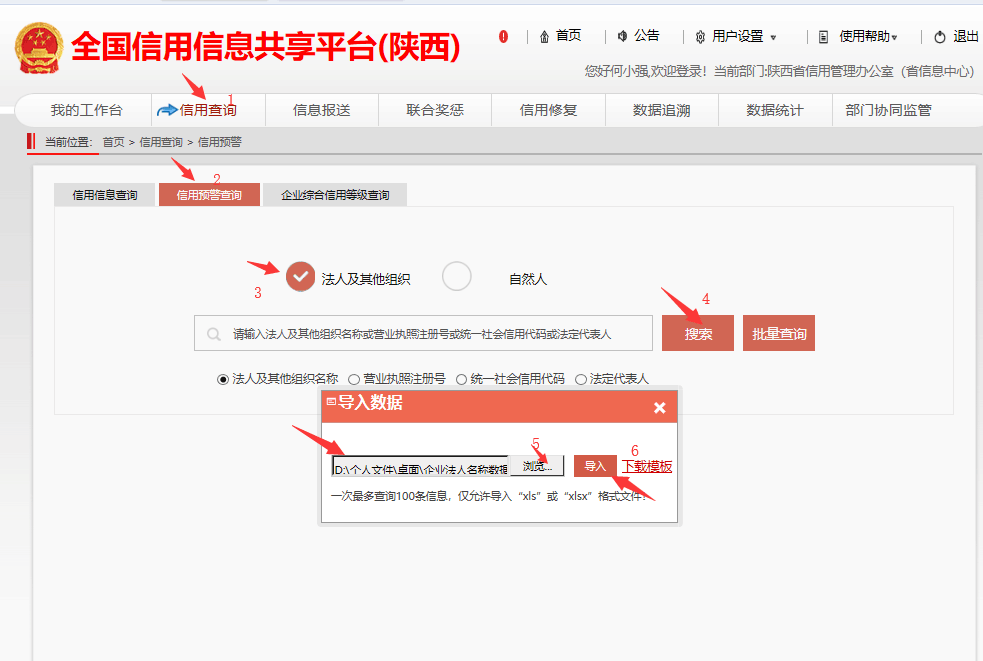 全国信用信息共享平台(陕西)
首页 公告 用户设置 使用帮助 退出
您好何小强,欢迎登录！当前部门:陕西省信用管理办公室（省信息中心）
我的工作台 信用查询 信息报送 联合奖惩 信用修复 数据追溯 数据统计 部门协同监管
1
当前位置： 首页 > 信用查询 > 信用预警
2
信用信息查询 信用预警查询 企业综合信用等级查询
法人及其他组织 自然人
3
4
请输入法人及其他组织名称或营业执照注册号或统一社会信用代码或法定代表人 搜索 批量查询
法人及其他组织名称 营业执照注册号 统一社会信用代码 法定代表人
导入数据
5
6
D:\个人文件\桌面\企业法人名称数据 浏览... 导入 下载模板
一次最多查询100条信息，仅允许导入“xls”或“xlsx”格式文件！